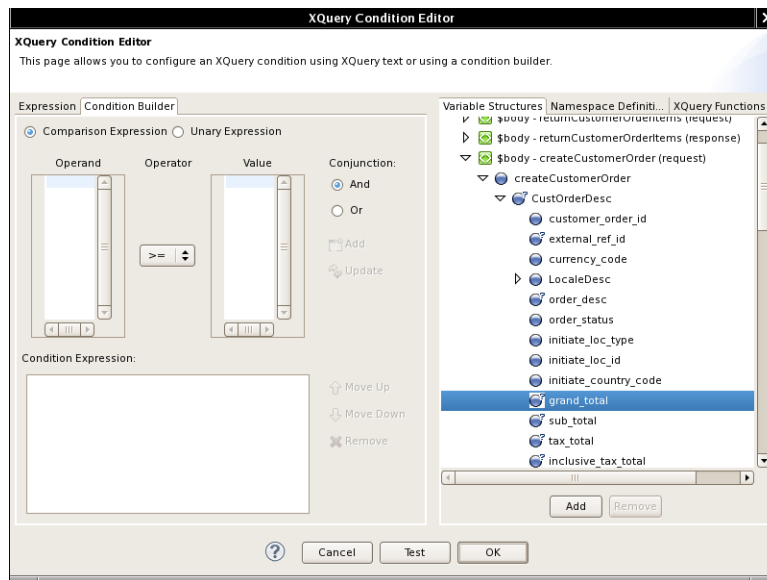 XQuery Condition Editor
XQuery Condition Editor
This page allows you to configure an XQuery condition using XQuery text or using a condition builder.
Expression Condition Builder
Comparison Expression Unary Expression
Operand Operator Value Conjunction:
And
Or
>=
Add
Update
Condition Expression:
Move Up
Move Down
Remove
Variable Structures Namespace Definiti... XQuery Functions
$body - returnCustomerOrderItems (request)
$body - returnCustomerOrderItems (response)
$body - createCustomerOrder (request)
createCustomerOrder
CustOrderDesc
customer_order_id
external_ref_id
currency_code
LocaleDesc
order_desc
order_status
initiate_loc_type
initiate_loc_id
initiate_country_code
grand_total
sub_total
tax_total
inclusive_tax_total
Add Remove
? Cancel Test OK